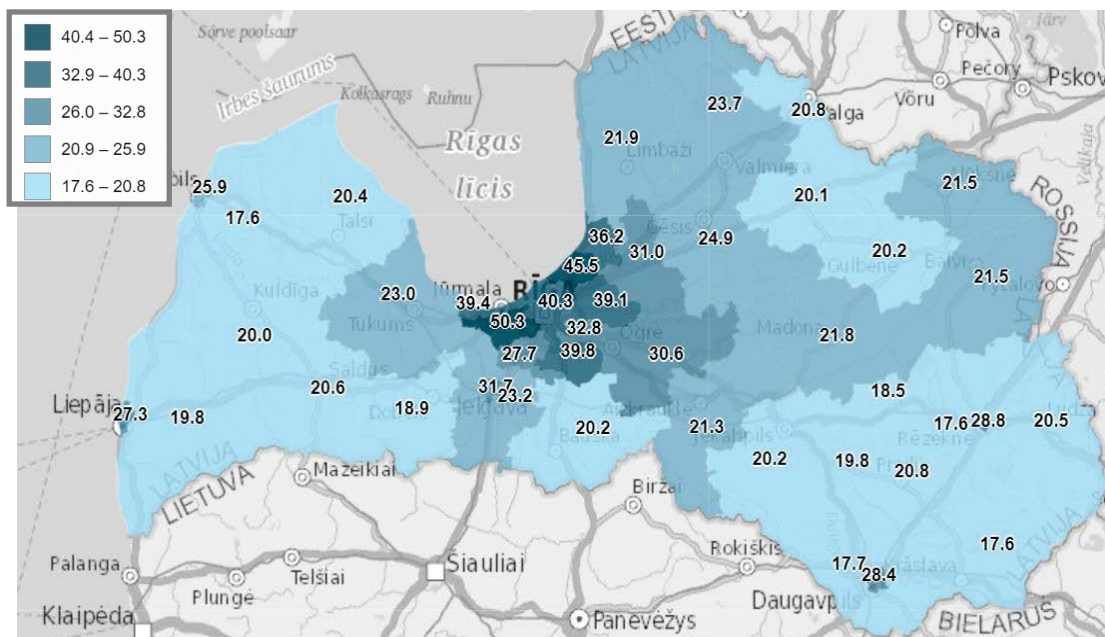 40.4 – 50.3
32.9 – 40.3
26.0 – 32.8
20.9 – 25.9
17.6 – 20.8
Sõrve poolsaar
Irbes šaurums
Kolkasrags
Ruhnu
Rīgas
līcis
EESTI
LATVIJA
Põlva
Järv
Pečory
Pskov
Võru
Valga
Velikaja
ROSSIJA
23.7
20.8
21.9
Limbaži
Valmiera
20.1
21.5
Alūksne
25.9
17.6
20.4
Talsi
36.2
31.0
Cēsis
24.9
20.2
Gulbene
Balvi
21.5
Pytalovo
45.5
Jūrmala
39.4
40.3
39.1
23.0
Tukums
Kuldīga
50.3
32.8
Ogre
Madona
21.8
20.0
27.7
39.8
30.6
Saldus
20.6
31.7
23.2
Jelgava
18.9
Liepāja
27.3
19.8
20.2
Bauska
Aizkraukle
21.3
Jēkabpils
18.5
17.6
28.8
20.5
Rēzekne
20.2
19.8
20.8
LATVIJA
LIETUVA
Mažeikiai
Biržai
17.6
LATVIJA
Palanga
Telšiai
Plungė
Šiauliai
Rokiškis
17.7
28.4
Daugavpils
Klaipėda
Panevėžys
BIELARUŚ